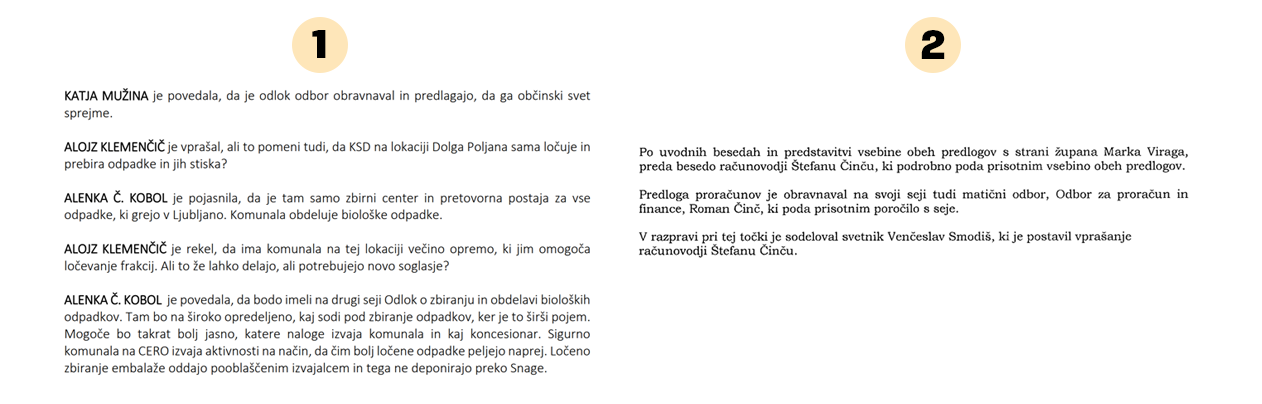 1
KATJA MUŽINA je povedala, da je odlok odbor obravnaval in predlagajo, da ga občinski svet
sprejme.
ALOJZ KLEMENČIČ je vprašal, ali to pomeni tudi, da KSD na lokaciji Dolga Poljana sama ločuje in
prebira odpadke in jih stiska?
ALENKA Č. KOBOL je pojasnila, da je tam samo zbirni center in pretovorna postaja za vse
odpadke, ki grejo v Ljubljano. Komunala obdeluje biološke odpadke.
ALOJZ KLEMENČIČ je rekel, da ima komunala na tej lokaciji večino opremo, ki jim omogoča
ločevanje frakcij. Ali to že lahko delajo, ali potrebujejo novo soglasje?
ALENKA Č. KOBOL je povedala, da bodo imeli na drugi seji Odlok o zbiranju in obdelavi bioloških
odpadkov. Tam bo na široko opredeljeno, kaj sodi pod zbiranje odpadkov, ker je to širši pojem.
Mogoče bo takrat bolj jasno, katere naloge izvaja komunala in kaj koncesionar. Sigurno
komunala na CERO izvaja aktivnosti na način, da čim bolj ločene odpadke peljejo naprej. Ločeno
zbiranje embalaže oddajo pooblaščenim izvajalcem in tega ne deponirajo preko Snage.
2
Po uvodnih besedah in predstavitvi vsebine obeh predlogov s strani župana Marka Viraga,
preda besedo računovodji Štefanu Činču, ki podrobno poda prisotnim vsebino obeh predlogov.
Predloga proračunov je obravnaval na svoji seji tudi matični odbor, Odbor za proračun in
finance, Roman Činč, ki poda prisotnim poročilo s seje.
V razpravi pri tej točki je sodeloval svetnik Venčeslav Smodiš, ki je postavil vprašanje
računovodji Štefanu Činču.